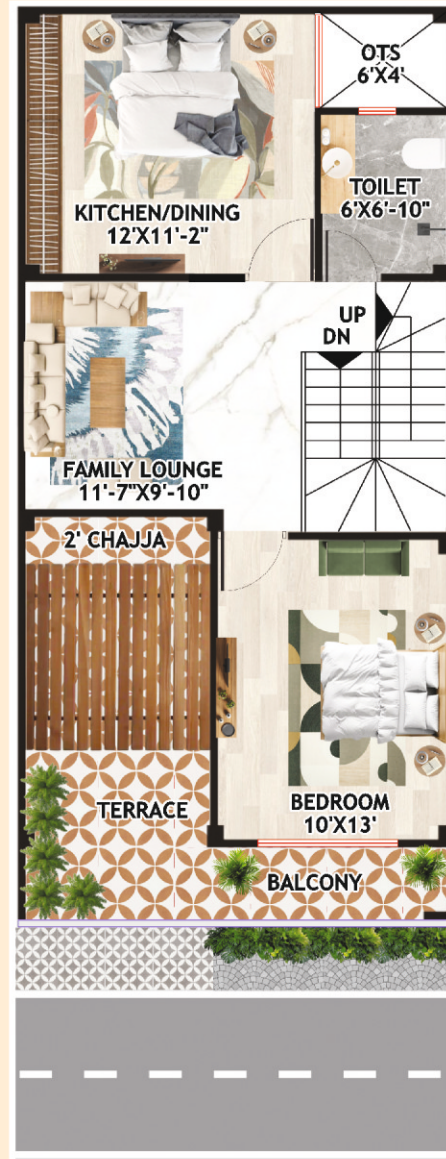 OTS
6'X4'
TOILET
6'X6'-10"
KITCHEN/DINING
12'X11'-2"
UP
DN
FAMILY LOUNGE
11'-7"X9'-10"
2' CHAJJA
TERRACE
BEDROOM
10'X13'
BALCONY